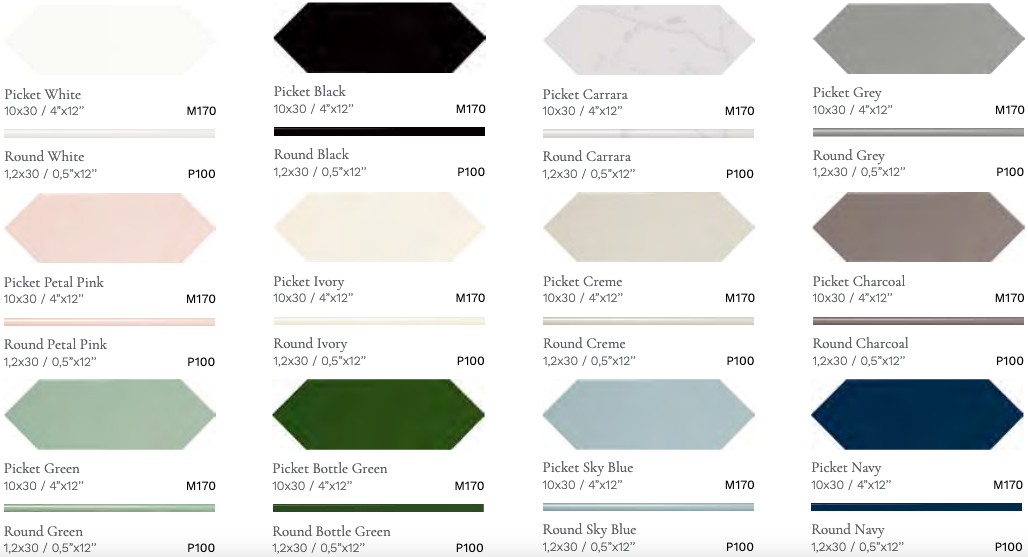 Picket White
10x30 / 4”x12” M170
Round White
1,2x30 / 0,5”x12” P100
Picket Black
10x30 / 4”x12” M170
Round Black
1,2x30 / 0,5”x12” P100
Picket Carrara
10x30 / 4”x12” M170
Round Carrara
1,2x30 / 0,5”x12” P100
Picket Grey
10x30 / 4”x12” M170
Round Grey
1,2x30 / 0,5”x12” P100
Picket Petal Pink
10x30 / 4”x12” M170
Round Petal Pink
1,2x30 / 0,5”x12” P100
Picket Ivory
10x30 / 4”x12” M170
Round Ivory
1,2x30 / 0,5”x12” P100
Picket Creme
10x30 / 4”x12” M170
Round Creme
1,2x30 / 0,5”x12” P100
Picket Charcoal
10x30 / 4”x12” M170
Round Charcoal
1,2x30 / 0,5”x12” P100
Picket Green
10x30 / 4”x12” M170
Round Green
1,2x30 / 0,5”x12” P100
Picket Bottle Green
10x30 / 4”x12” M170
Round Bottle Green
1,2x30 / 0,5”x12” P100
Picket Sky Blue
10x30 / 4”x12” M170
Round Sky Blue
1,2x30 / 0,5”x12” P100
Picket Navy
10x30 / 4”x12” M170
Round Navy
1,2x30 / 0,5”x12” P100